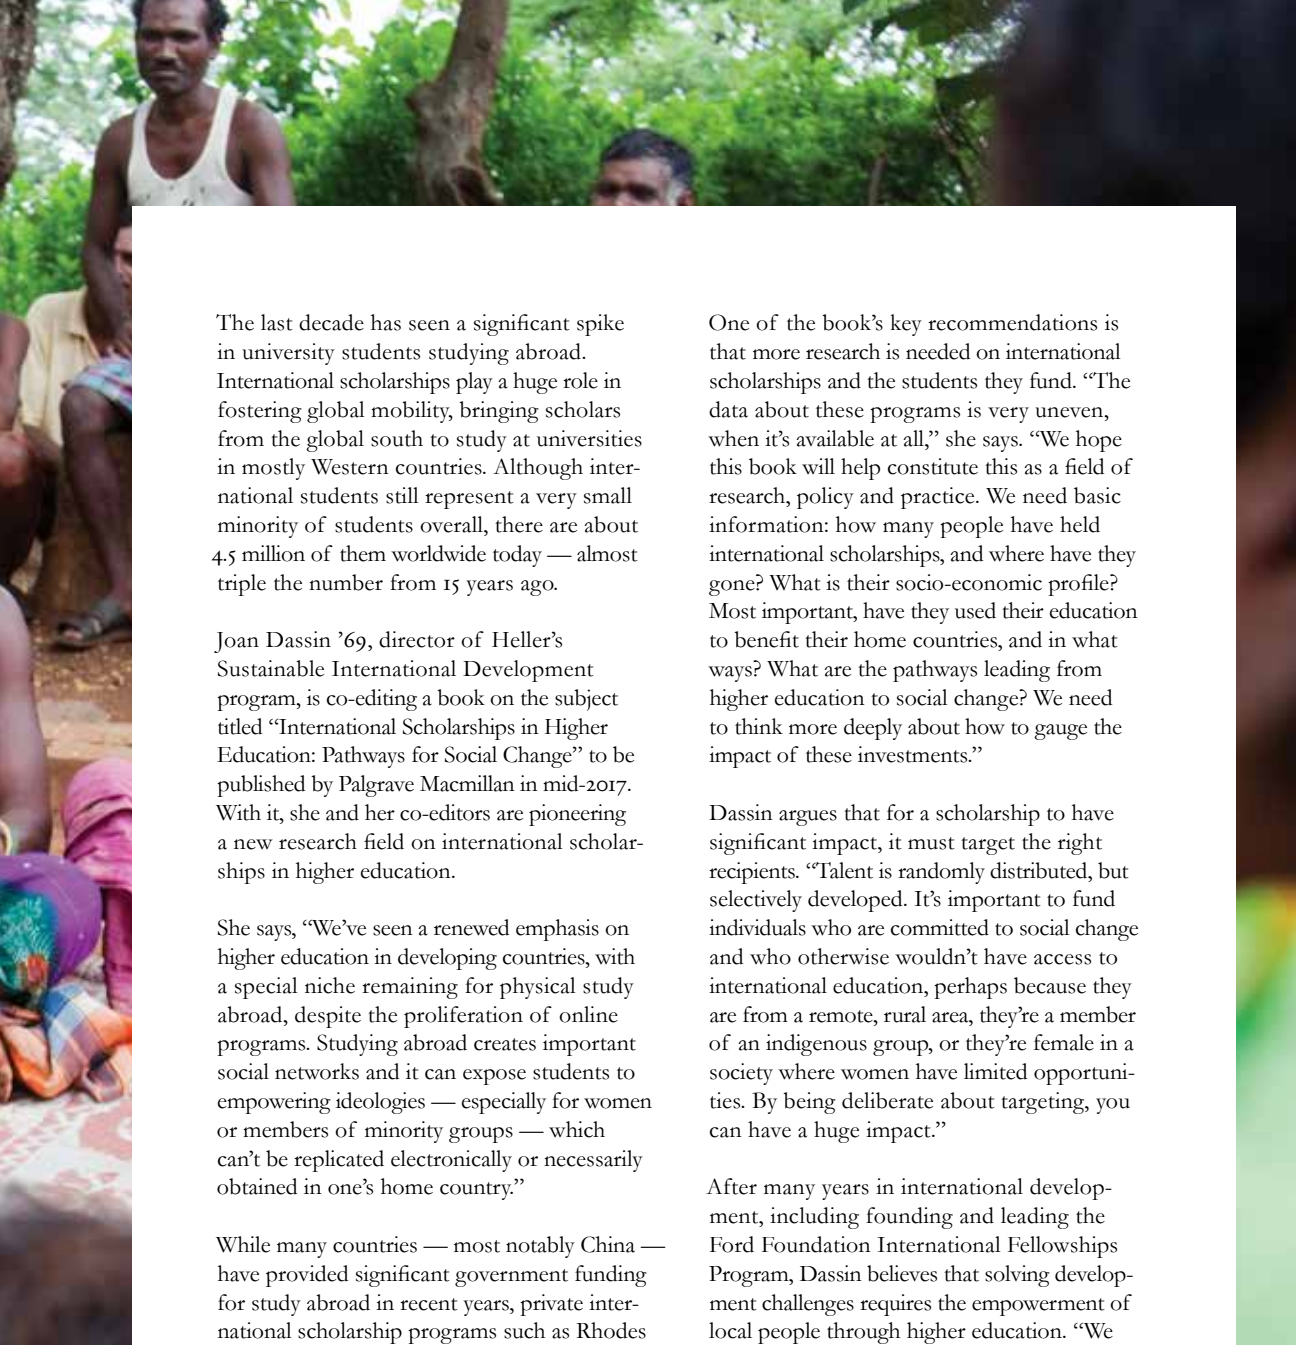 The last decade has seen a significant spike
in university students studying abroad.
International scholarships play a huge role in
fostering global mobility, bringing scholars
from the global south to study at universities
in mostly Western countries. Although inter-
national students still represent a very small
minority of students overall, there are about
4.5 million of them worldwide today — almost
triple the number from 15 years ago.
Joan Dassin ’69, director of Heller’s
Sustainable International Development
program, is co-editing a book on the subject
titled “International Scholarships in Higher
Education: Pathways for Social Change” to be
published by Palgrave Macmillan in mid-2017.
With it, she and her co-editors are pioneering
a new research field on international scholar-
ships in higher education.
She says, “We’ve seen a renewed emphasis on
higher education in developing countries, with
a special niche remaining for physical study
abroad, despite the proliferation of online
programs. Studying abroad creates important
social networks and it can expose students to
empowering ideologies — especially for women
or members of minority groups — which
can’t be replicated electronically or necessarily
obtained in one’s home country.”
While many countries — most notably China —
have provided significant government funding
for study abroad in recent years, private inter-
national scholarship programs such as Rhodes
One of the book’s key recommendations is
that more research is needed on international
scholarships and the students they fund. “The
data about these programs is very uneven,
when it’s available at all,” she says. “We hope
this book will help constitute this as a field of
research, policy and practice. We need basic
information: how many people have held
international scholarships, and where have they
gone? What is their socio-economic profile?
Most important, have they used their education
to benefit their home countries, and in what
ways? What are the pathways leading from
higher education to social change? We need
to think more deeply about how to gauge the
impact of these investments.”
Dassin argues that for a scholarship to have
significant impact, it must target the right
recipients. “Talent is randomly distributed, but
selectively developed. It’s important to fund
individuals who are committed to social change
and who otherwise wouldn’t have access to
international education, perhaps because they
are from a remote, rural area, they’re a member
of an indigenous group, or they’re female in a
society where women have limited opportuni-
ties. By being deliberate about targeting, you
can have a huge impact.”
After many years in international develop-
ment, including founding and leading the
Ford Foundation International Fellowships
Program, Dassin believes that solving develop-
ment challenges requires the empowerment of
local people through higher education. “We